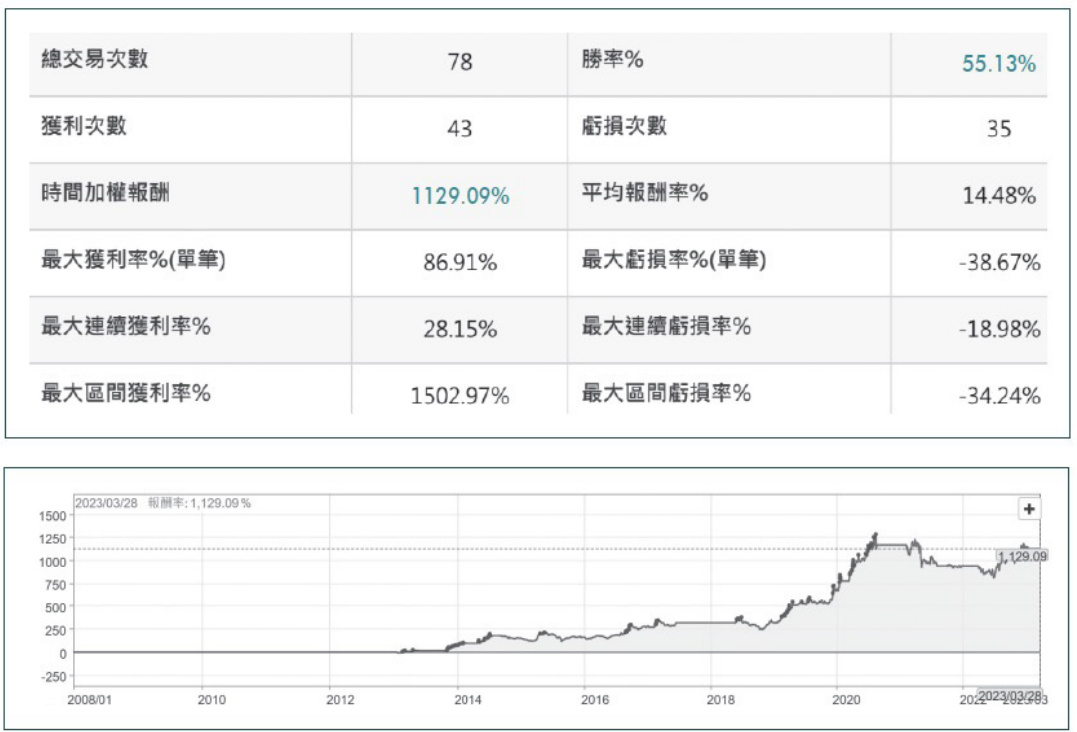 總交易次數 78 勝率% 55.13%
獲利次數 43 虧損次數 35
時間加權報酬 1129.09% 平均報酬率% 14.48%
最大獲利率%(單筆) 86.91% 最大虧損率%(單筆) -38.67%
最大連續獲利率% 28.15% 最大連續虧損率% -18.98%
最大區間獲利率% 1502.97% 最大區間虧損率% -34.24%
2023/03/28 報酬率: 1,129.09 %
+
1500
1250
1,129.09
1000
750
500
250
0
-250
2008/01 2010 2012 2014 2016 2018 2020 2023/03/28